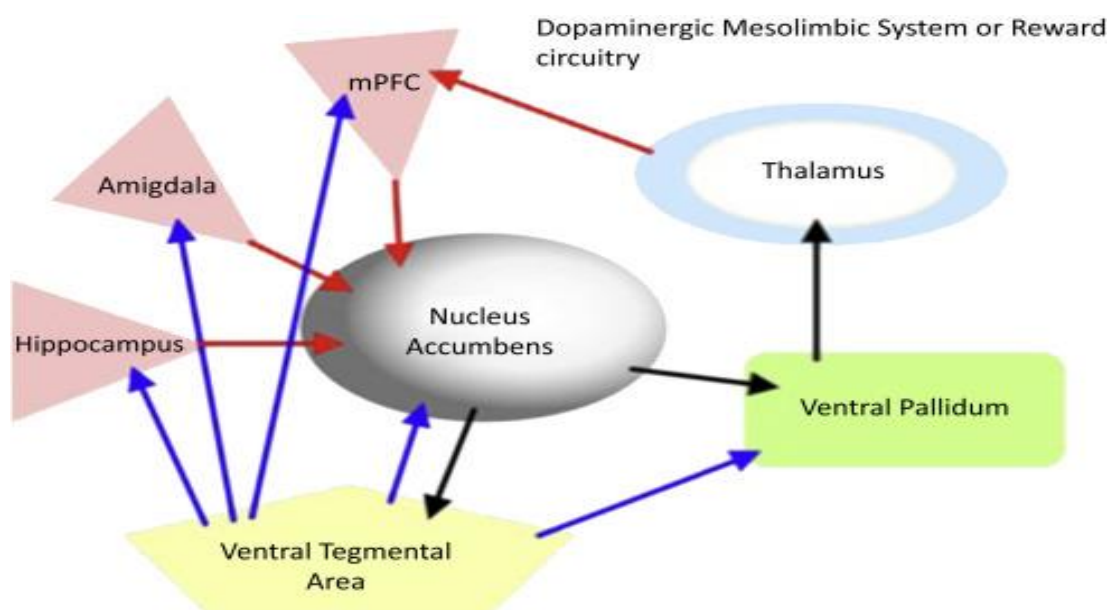 Dopaminergic Mesolimbic System or Reward
circuitry
mPFC
Thalamus
Amigdala
Nucleus
Accumbens
Hippocampus
Ventral Pallidum
Ventral Tegmental
Area